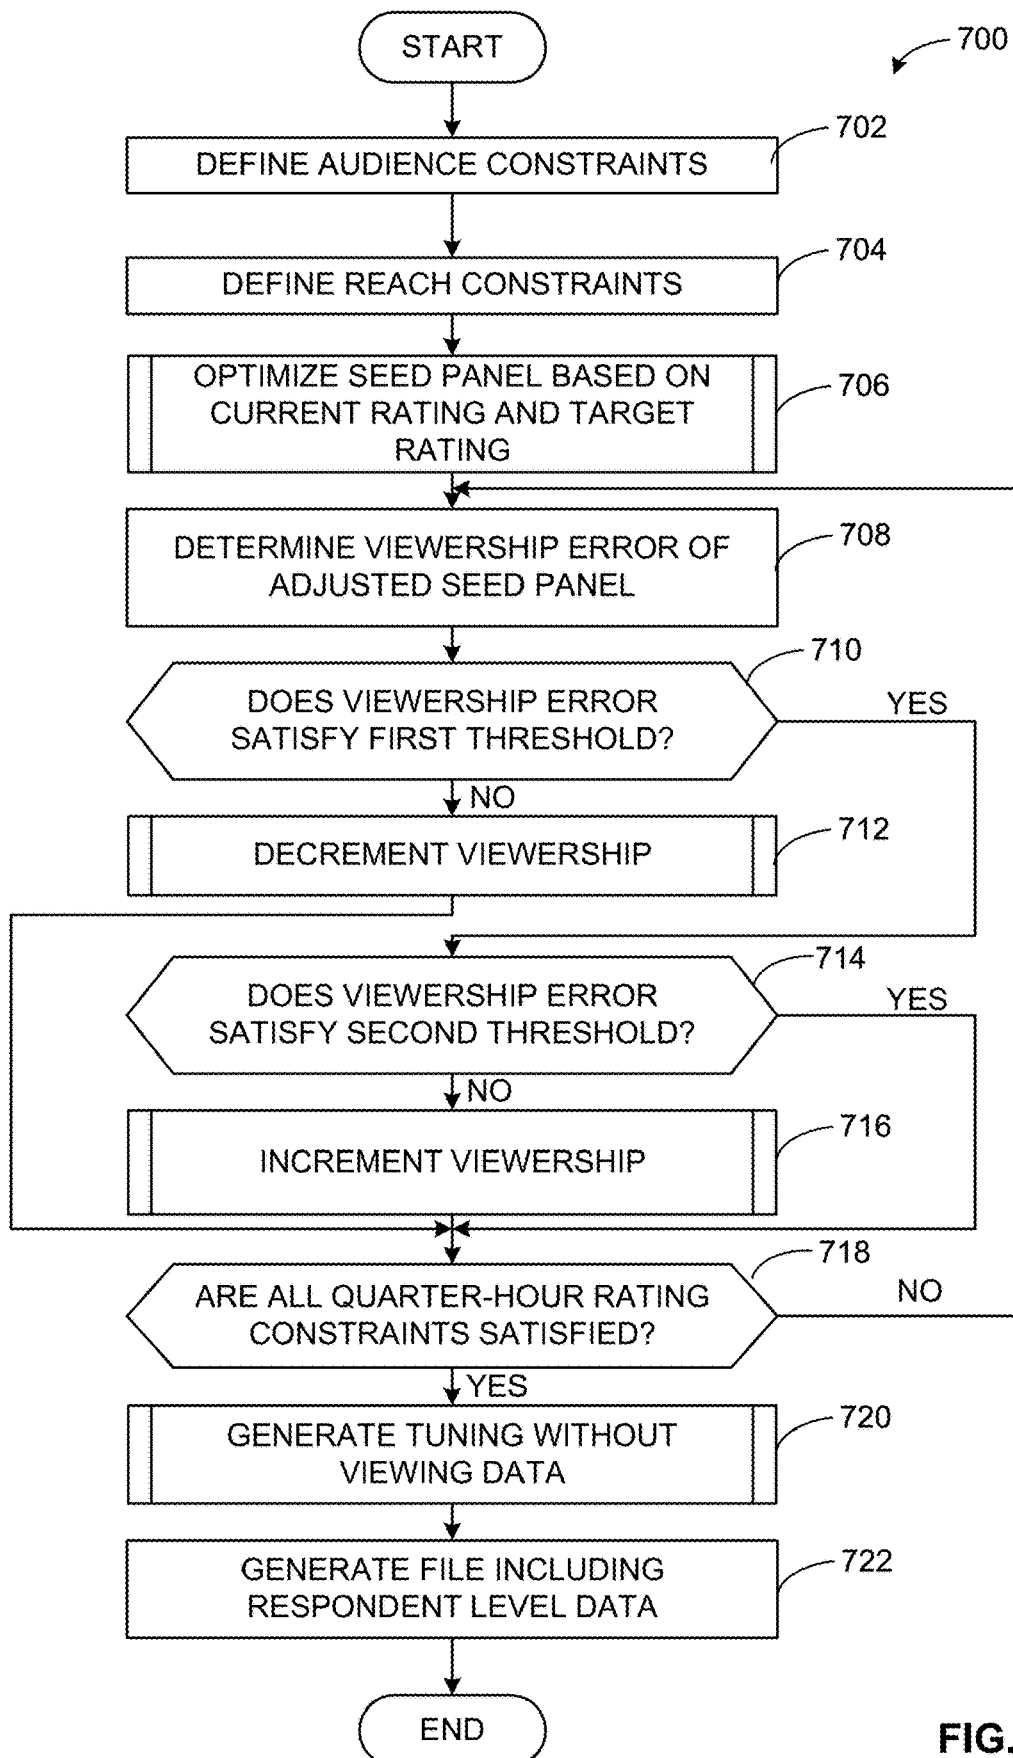 START
700
702
DEFINE AUDIENCE CONSTRAINTS
704
DEFINE REACH CONSTRAINTS
OPTIMIZE SEED PANEL BASED ON
CURRENT RATING AND TARGET
RATING
706
DETERMINE VIEWERSHIP ERROR OF
ADJUSTED SEED PANEL
708
710
DOES VIEWERSHIP ERROR
SATISFY FIRST THRESHOLD?
YES
NO
DECREMENT VIEWERSHIP
712
714
DOES VIEWERSHIP ERROR
SATISFY SECOND THRESHOLD?
YES
NO
INCREMENT VIEWERSHIP
716
718
ARE ALL QUARTER-HOUR RATING
CONSTRAINTS SATISFIED?
NO
YES
GENERATE TUNING WITHOUT
VIEWING DATA
720
GENERATE FILE INCLUDING
RESPONDENT LEVEL DATA
722
END
FIG.